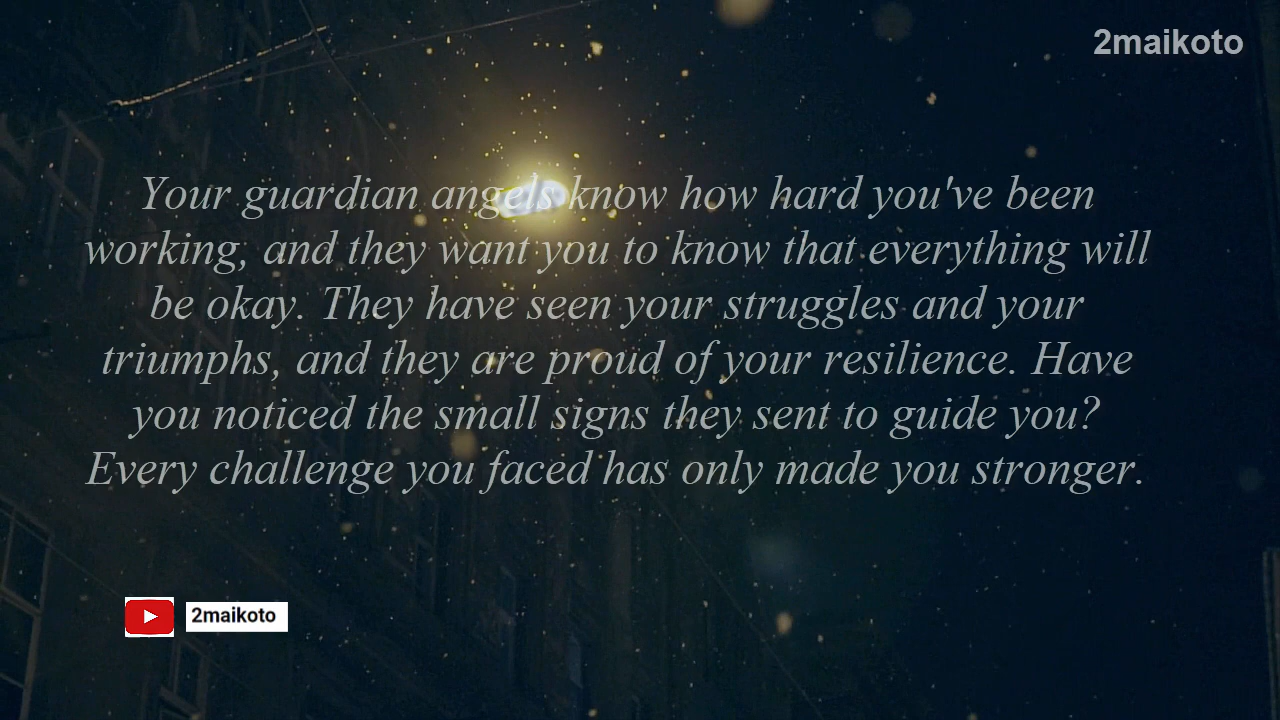 2maikoto
Your guardian angels know how hard you've been
working, and they want you to know that everything will
be okay. They have seen your struggles and your
triumphs, and they are proud of your resilience. Have
you noticed the small signs they sent to guide you?
Every challenge you faced has only made you stronger.
2maikoto